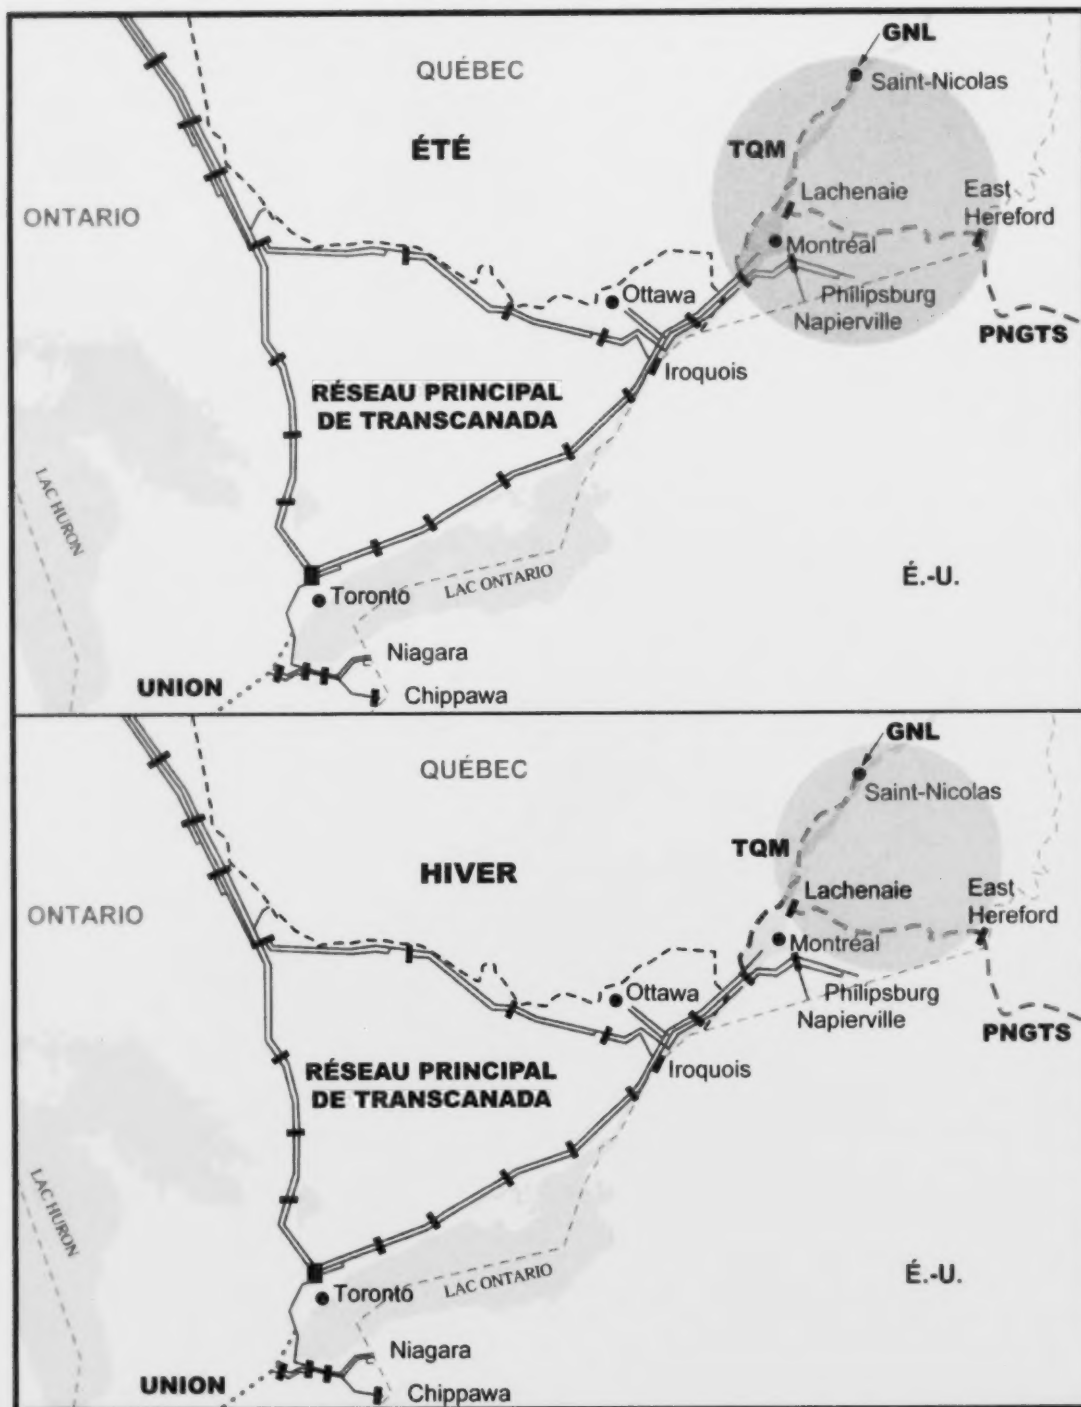 GNL
QUÉBEC
Saint-Nicolas
ÉTÉ
TQM
Lachenaie
East
Hereford
ONTARIO
Montréal
Ottawa
Philipsburg
Napierville
PNGTS
Iroquois
RÉSEAU PRINCIPAL
DE TRANSCANADA
LAC HURON
LAC ONTARIO
É.-U.
Toronto
Niagara
UNION
Chippawa
GNL
QUÉBEC
Saint-Nicolas
HIVER
TQM
Lachenaie
East
Hereford
ONTARIO
Montréal
Ottawa
Philipsburg
Napierville
PNGTS
Iroquois
RÉSEAU PRINCIPAL
DE TRANSCANADA
LAC HURON
LAC ONTARIO
É.-U.
Toronto
Niagara
UNION
Chippawa